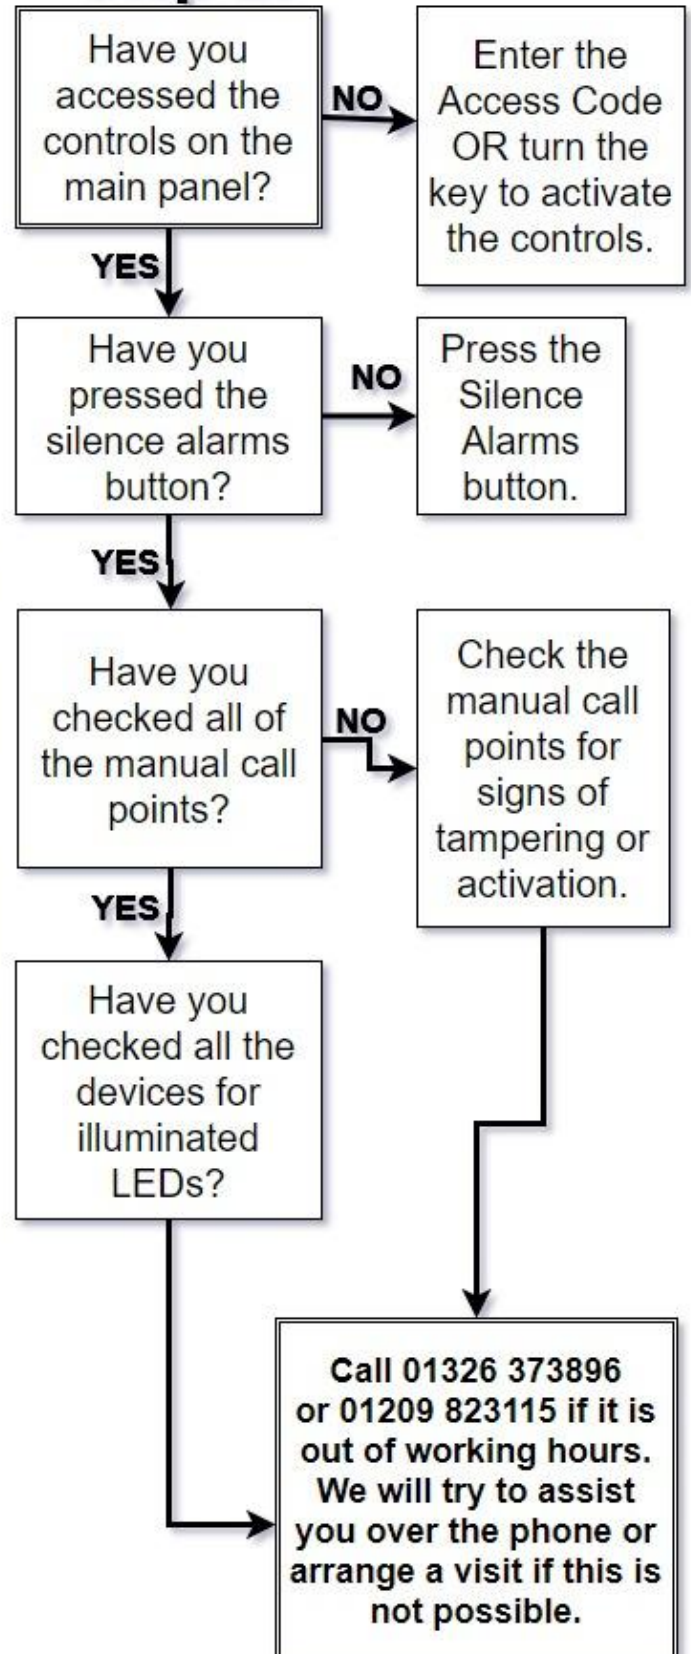 Have you
accessed the
controls on the
main panel?
NO
Enter the
Access Code
OR turn the
key to activate
the controls.
YES
Have you
pressed the
silence alarms
button?
NO
Press the
Silence
Alarms
button.
YES
Have you
checked all of
the manual call
points?
NO
Check the
manual call
points for
signs of
tampering or
activation.
YES
Have you
checked all the
devices for
illuminated
LEDs?
Call 01326 373896
or 01209 823115 if it is
out of working hours.
We will try to assist
you over the phone or
arrange a visit if this is
not possible.